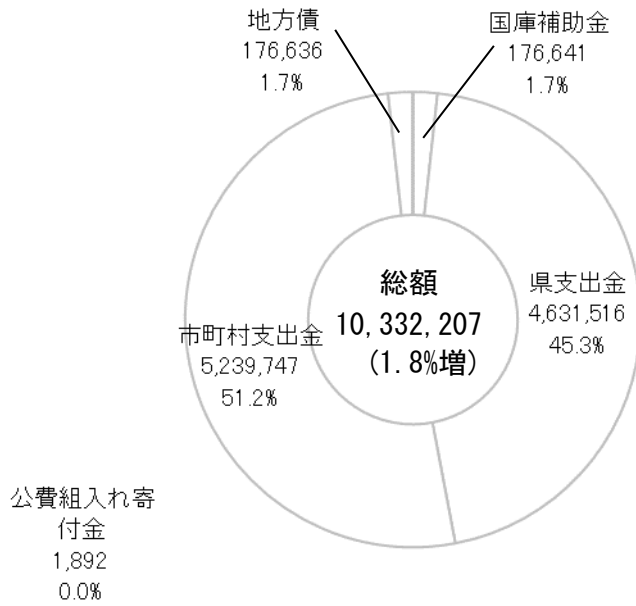 地方債
176,636
1.7%
国庫補助金
176,641
1.7%
総額
10,332,207
(1.8%増)
県支出金
4,631,516
45.3%
市町村支出金
5,239,747
51.2%
公費組入れ寄
付金
1,892
0.0%